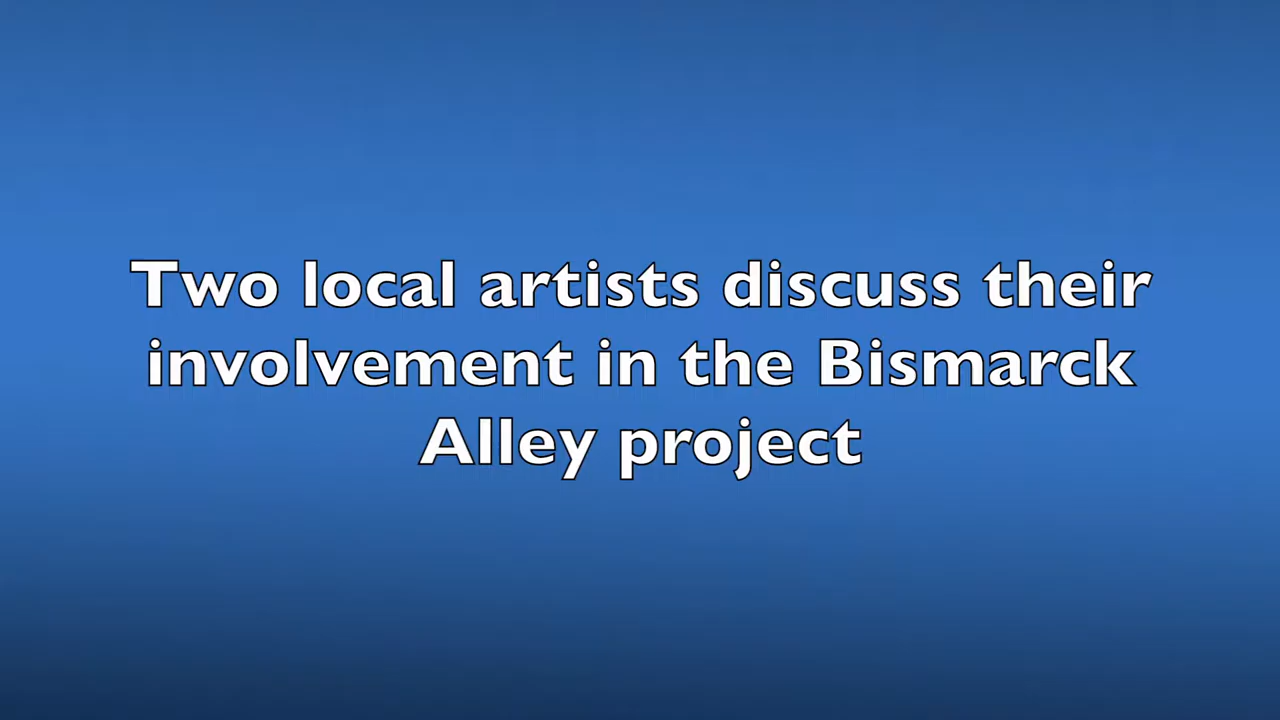 Two local artists discuss their
involvement in the Bismarck
Alley project